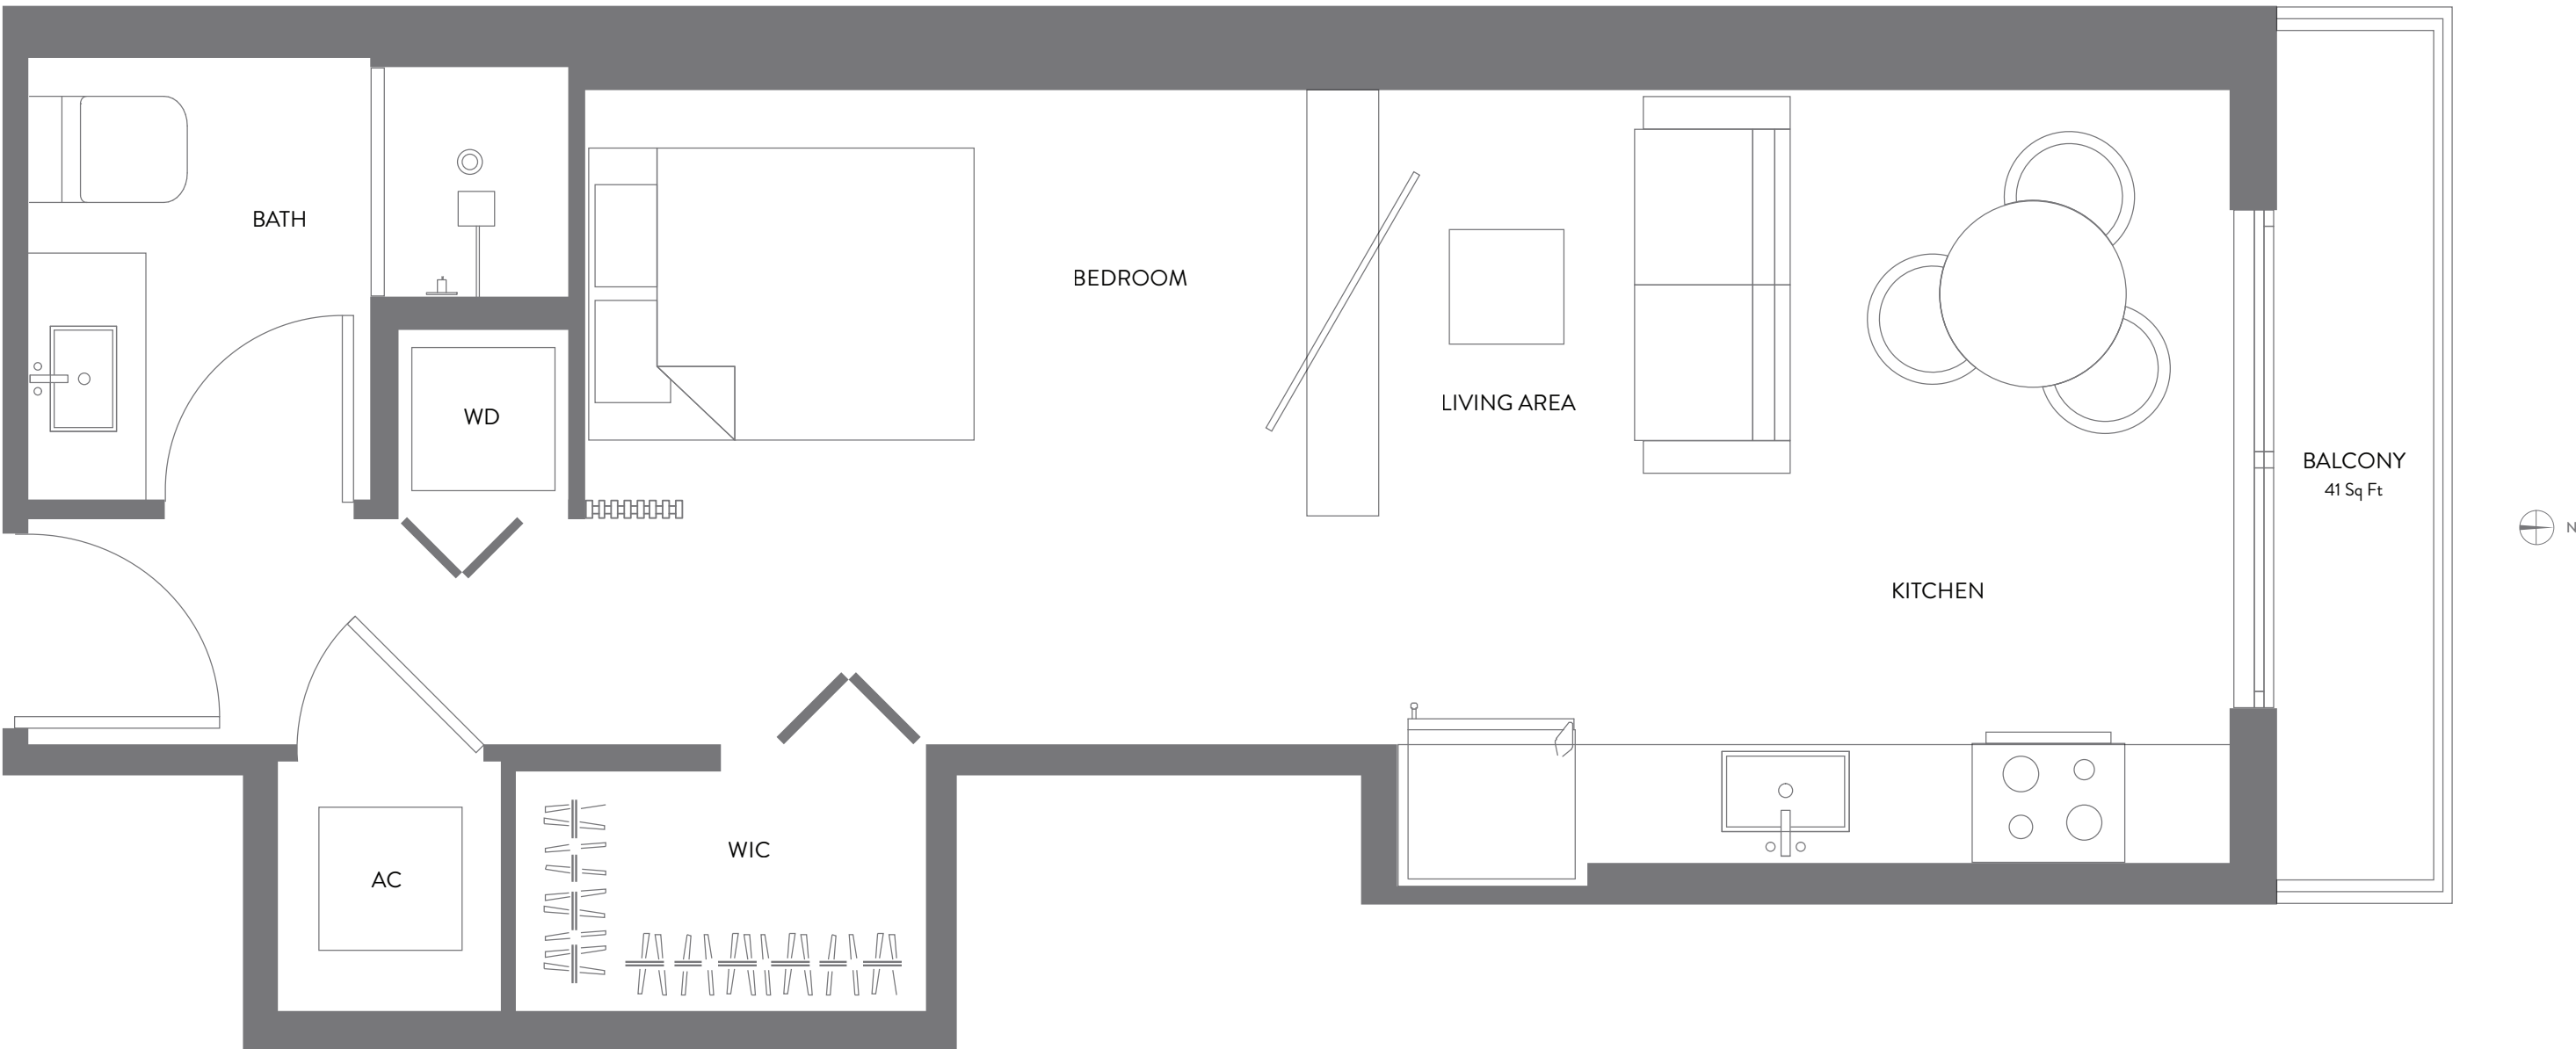 BATH
BEDROOM
WD
LIVING AREA
BALCONY
41 Sq Ft
N
KITCHEN
WIC
AC